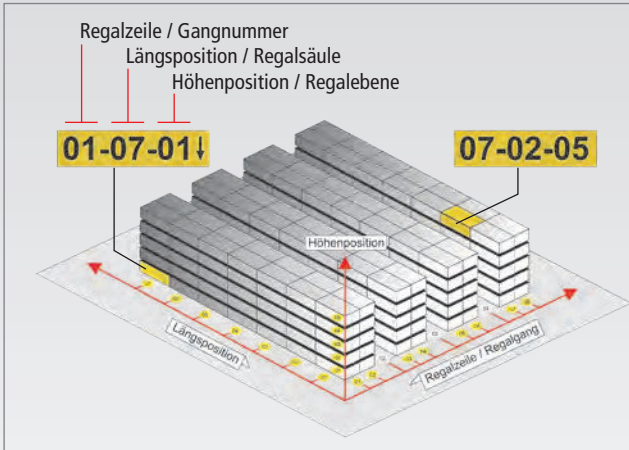 Regalzeile / Gangnummer
Längsposition / Regalsäule
Höhenposition / Regalebene
01-07-01↓
07-02-05
Höhenposition
Längsposition
Regalzeile / Regalgang